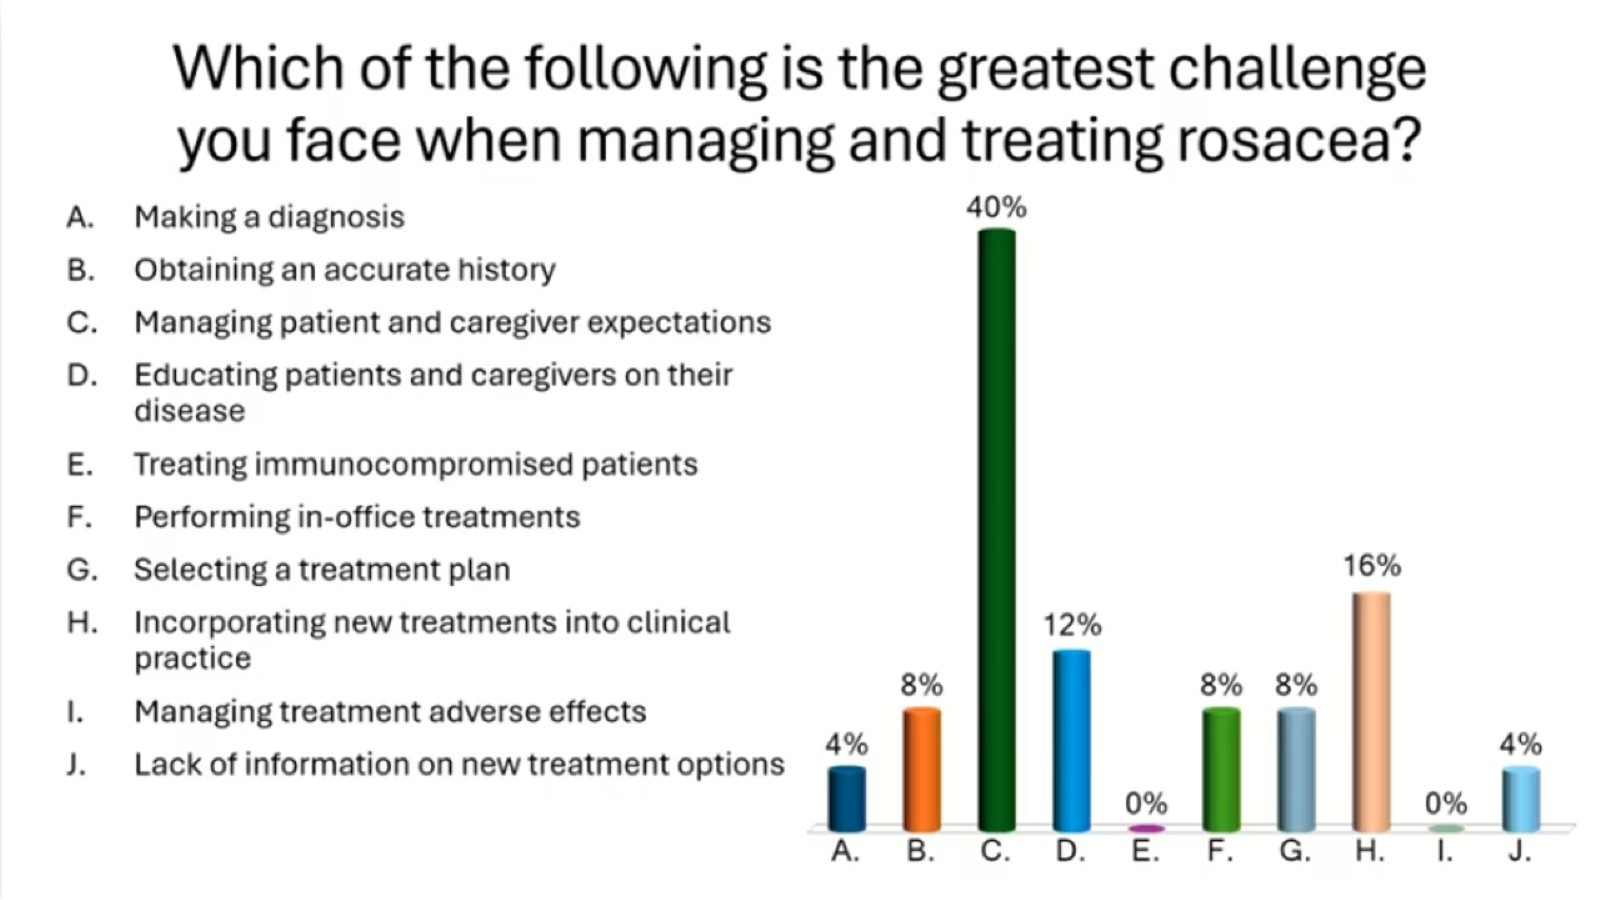 Which of the following is the greatest challenge
you face when managing and treating rosacea?
A. Making a diagnosis
B. Obtaining an accurate history
C. Managing patient and caregiver expectations
D. Educating patients and caregivers on their
disease
E. Treating immunocompromised patients
F. Performing in-office treatments
G. Selecting a treatment plan
H. Incorporating new treatments into clinical
practice
I. Managing treatment adverse effects
J. Lack of information on new treatment options
4%
8%
40%
12%
0%
8%
8%
16%
0%
4%
A. B. C. D. E. F. G. H. I. J.